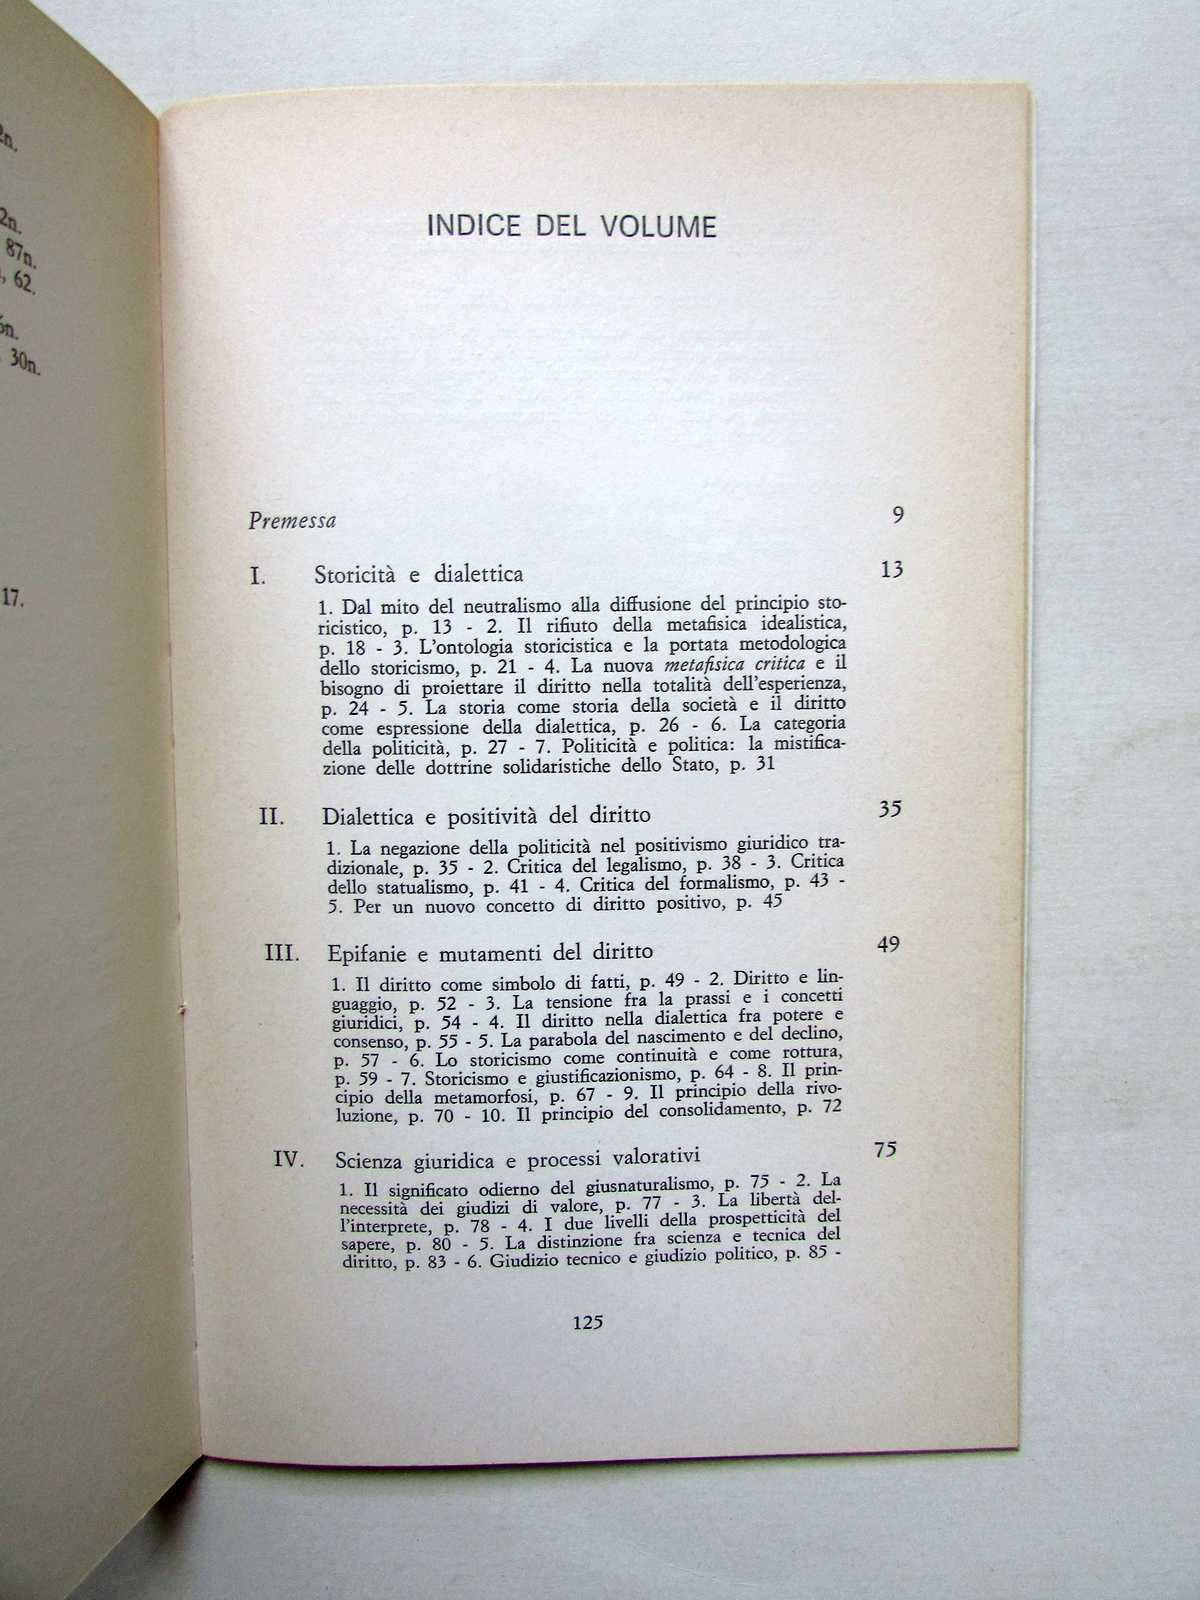 2n.
2n.
87n.
, 62.
6n.
30n.
17.
INDICE DEL VOLUME
Premessa 9
I. Storicità e dialettica 13
1. Dal mito del neutralismo alla diffusione del principio sto-
ricistico, p. 13 - 2. Il rifiuto della metafisica idealistica,
p. 18 - 3. L'ontologia storicistica e la portata metodologica
dello storicismo, p. 21 - 4. La nuova metafisica critica e il
bisogno di proiettare il diritto nella totalità dell'esperienza,
p. 24 - 5. La storia come storia della società e il diritto
come espressione della dialettica, p. 26 - 6. La categoria
della politicità, p. 27 - 7. Politicità e politica: la mistifica-
zione delle dottrine solidaristiche dello Stato, p. 31
II. Dialettica e positività del diritto 35
1. La negazione della politicità nel positivismo giuridico tra-
dizionale, p. 35 - 2. Critica del legalismo, p. 38 - 3. Critica
dello statualismo, p. 41 - 4. Critica del formalismo, p. 43 -
5. Per un nuovo concetto di diritto positivo, p. 45
III. Epifanie e mutamenti del diritto 49
1. Il diritto come simbolo di fatti, p. 49 - 2. Diritto e lin-
guaggio, p. 52 - 3. La tensione fra la prassi e i concetti
giuridici, p. 54 - 4. Il diritto nella dialettica fra potere e
consenso, p. 55 - 5. La parabola del nascimento e del declino,
p. 57 - 6. Lo storicismo come continuità e come rottura,
p. 59 - 7. Storicismo e giustificazionismo, p. 64 - 8. Il prin-
cipio della metamorfosi, p. 67 - 9. Il principio della rivo-
luzione, p. 70 - 10. Il principio del consolidamento, p. 72
IV. Scienza giuridica e processi valorativi 75
1. Il significato odierno del giusnaturalismo, p. 75 - 2. La
necessità dei giudizi di valore, p. 77 - 3. La libertà del-
l'interprete, p. 78 - 4. I due livelli della prospetticità del
sapere, p. 80 - 5. La distinzione fra scienza e tecnica del
diritto, p. 83 - 6. Giudizio tecnico e giudizio politico, p. 85 -
125